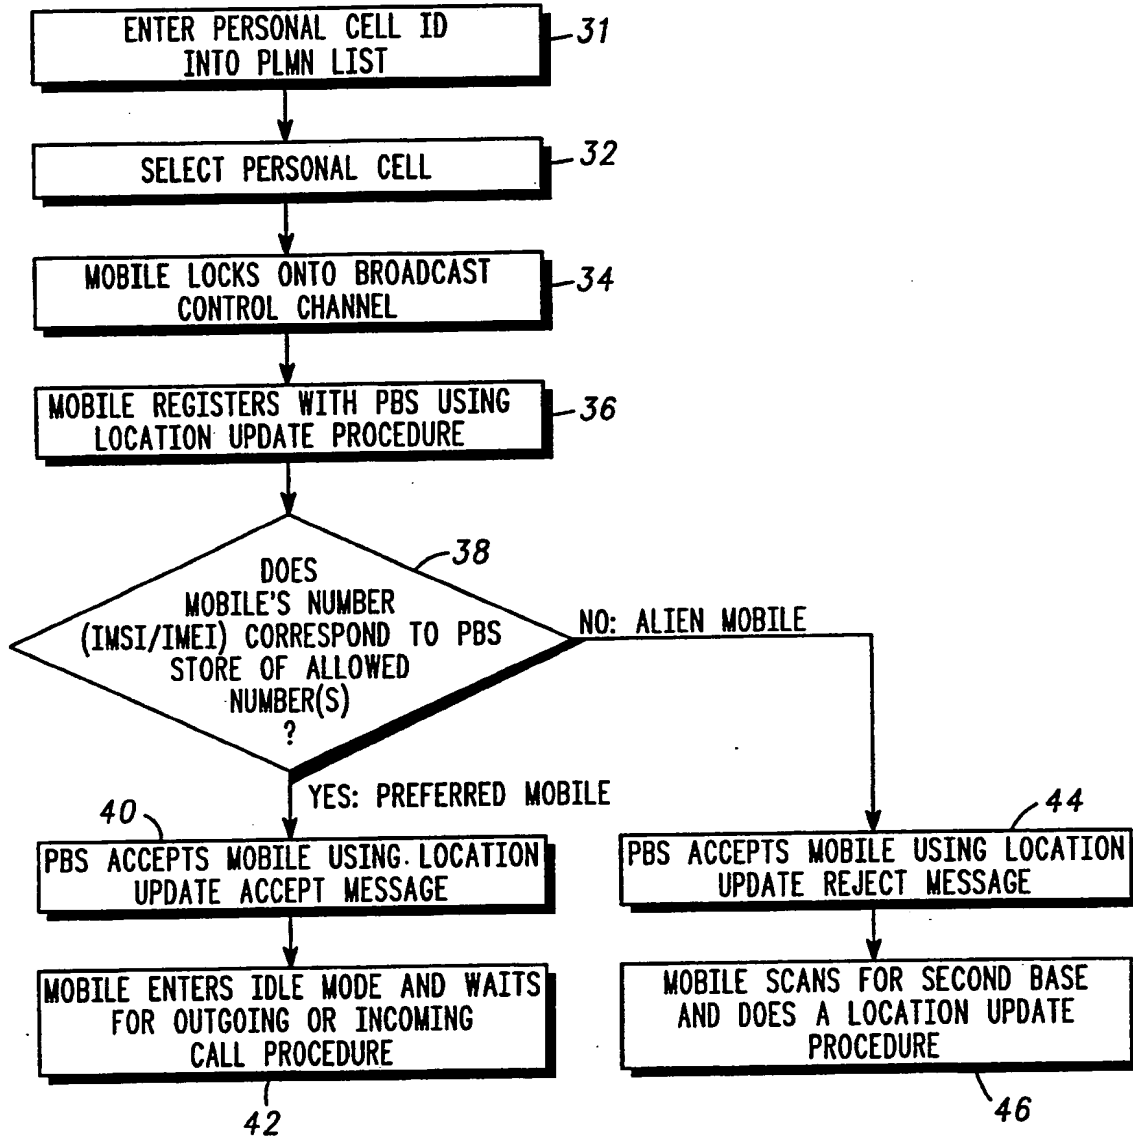 ENTER PERSONAL CELL ID
INTO PLMN LIST
31
SELECT PERSONAL CELL
32
MOBILE LOCKS ONTO BROADCAST
CONTROL CHANNEL
34
MOBILE REGISTERS WITH PBS USING
LOCATION UPDATE PROCEDURE
36
38
DOES
MOBILE'S NUMBER
(IMSI/IMEI) CORRESPOND TO PBS
STORE OF ALLOWED
NUMBER(S)
?
NO: ALIEN MOBILE
YES: PREFERRED MOBILE
40
PBS ACCEPTS MOBILE USING LOCATION
UPDATE ACCEPT MESSAGE
44
PBS ACCEPTS MOBILE USING LOCATION
UPDATE REJECT MESSAGE
MOBILE ENTERS IDLE MODE AND WAITS
FOR OUTGOING OR INCOMING
CALL PROCEDURE
42
MOBILE SCANS FOR SECOND BASE
AND DOES A LOCATION UPDATE
PROCEDURE
46